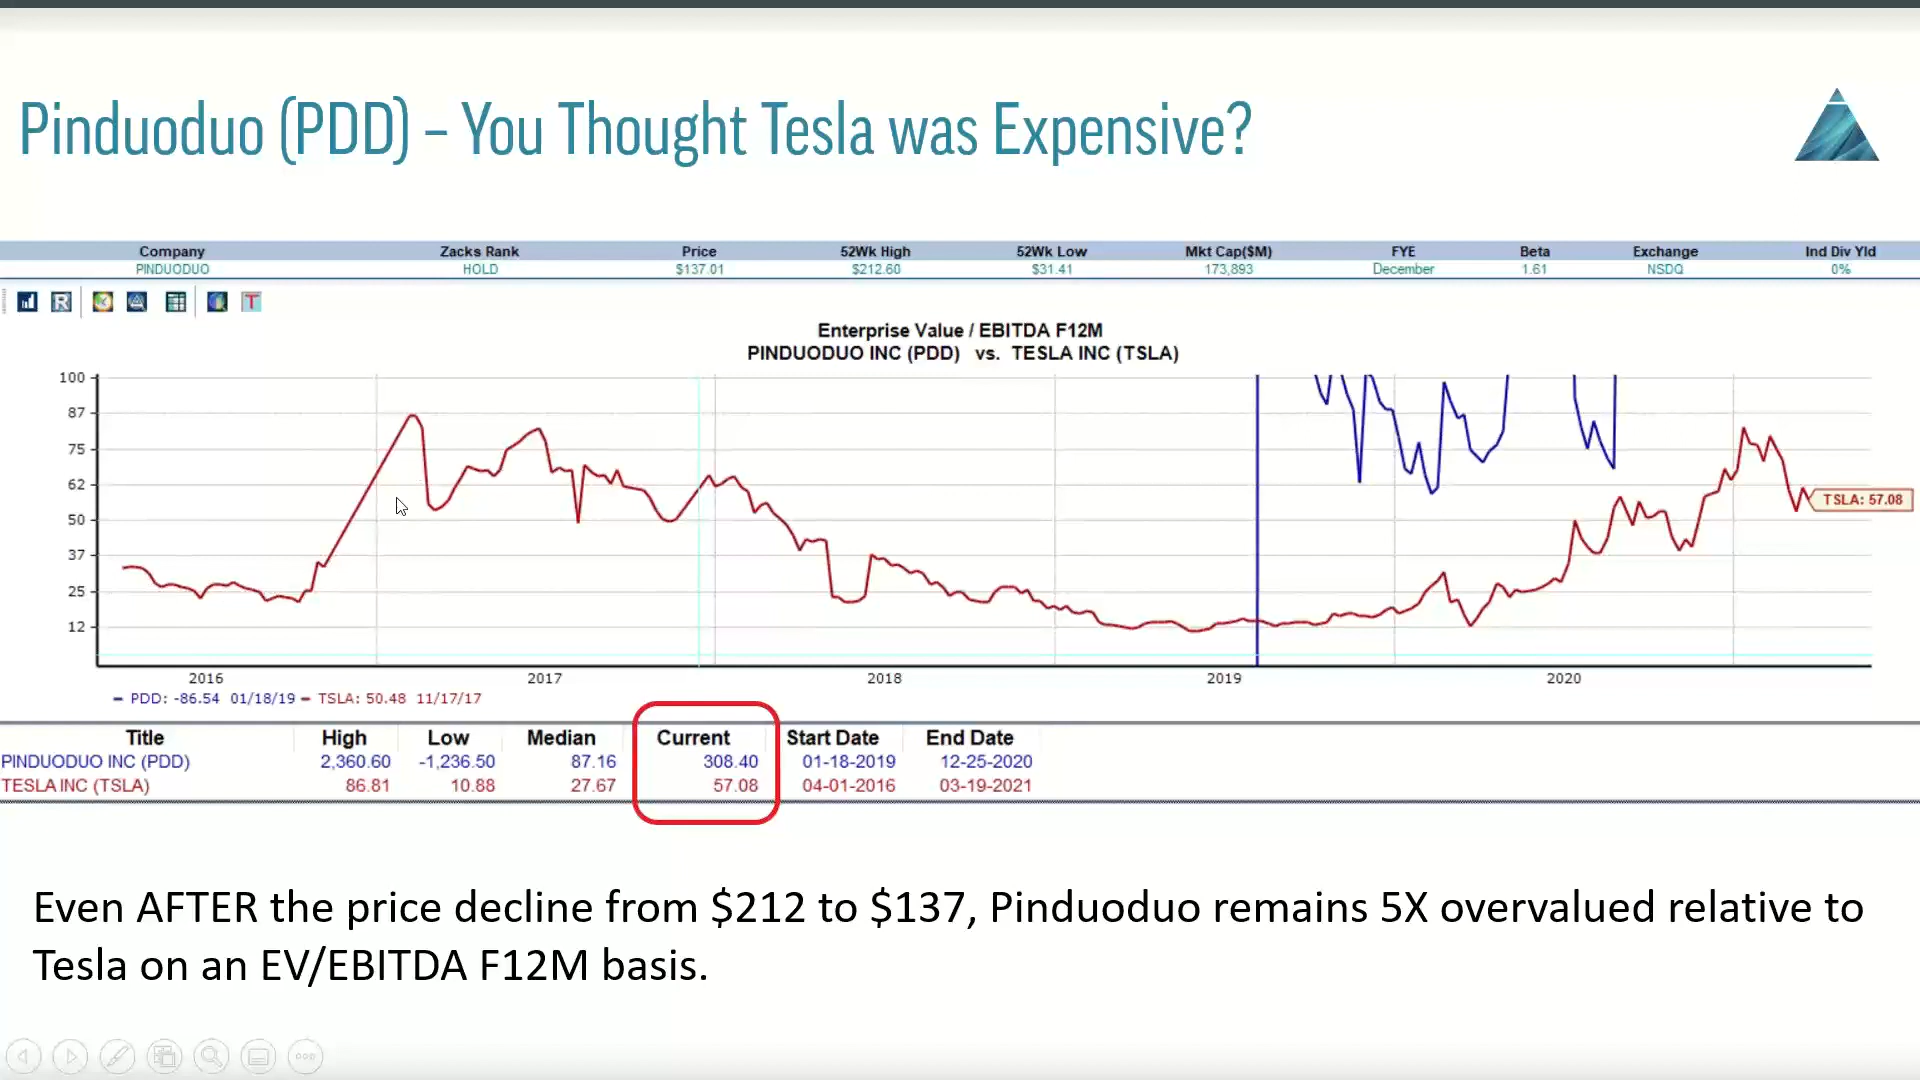 Pinduoduo (PDD) – You Thought Tesla was Expensive?
Company Zacks Rank Price 52Wk High 52Wk Low Mkt Cap($M) FYE Beta Exchange Ind Div Yld
PINDUODUO HOLD $137.01 $212.60 $31.41 173,893 December 1.61 NSDQ 0%
R T
Enterprise Value / EBITDA F12M
PINDUODUO INC (PDD) vs. TESLA INC (TSLA)
100
87
75
62
50
37
25
12
TSLA: 57.08
2016 2017 2018 2019 2020
PDD: -86.54 01/18/19 TSLA: 50.48 11/17/17
Title High Low Median Current Start Date End Date
PINDUODUO INC (PDD) 2,360.60 -1,236.50 87.16 308.40 01-18-2019 12-25-2020
TESLA INC (TSLA) 86.81 10.88 27.67 57.08 04-01-2016 03-19-2021
Even AFTER the price decline from $212 to $137, Pinduoduo remains 5X overvalued relative to
Tesla on an EV/EBITDA F12M basis.